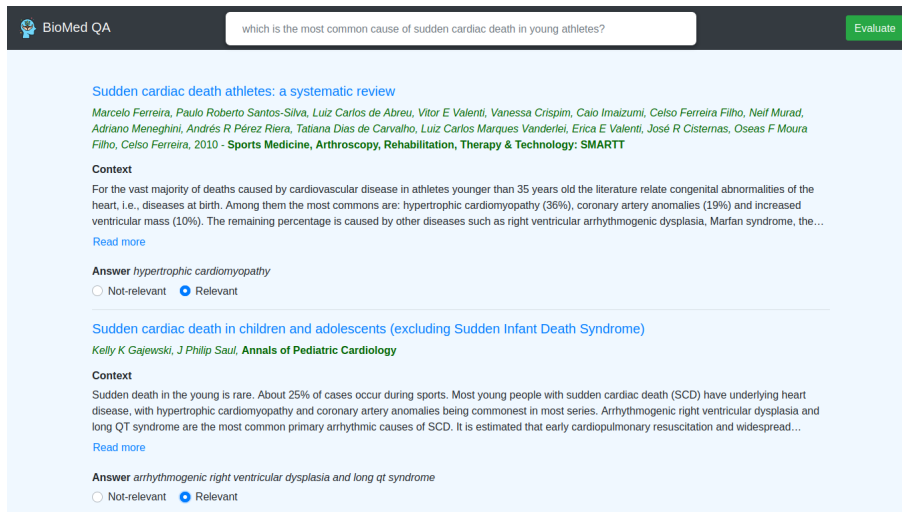 BioMed QA
which is the most common cause of sudden cardiac death in young athletes?
Evaluate
Sudden cardiac death athletes: a systematic review
Marcelo Ferreira, Paulo Roberto Santos-Silva, Luiz Carlos de Abreu, Vitor E Valenti, Vanessa Crispim, Caio Imaizumi, Celso Ferreira Filho, Neif Murad,
Adriano Meneghini, Andrés R Pérez Riera, Tatiana Dias de Carvalho, Luiz Carlos Marques Vanderlei, Erica E Valenti, José R Cisternas, Oseas F Moura
Filho, Celso Ferreira, 2010 - Sports Medicine, Arthroscopy, Rehabilitation, Therapy & Technology: SMARTT
Context
For the vast majority of deaths caused by cardiovascular disease in athletes younger than 35 years old the literature relate congenital abnormalities of the
heart, i.e., diseases at birth. Among them the most commons are: hypertrophic cardiomyopathy (36%), coronary artery anomalies (19%) and increased
ventricular mass (10%). The remaining percentage is caused by other diseases such as right ventricular arrhythmogenic dysplasia, Marfan syndrome, the…
Read more
Answer hypertrophic cardiomyopathy
Not-relevant Relevant
Sudden cardiac death in children and adolescents (excluding Sudden Infant Death Syndrome)
Kelly K Gajewski, J Philip Saul, Annals of Pediatric Cardiology
Context
Sudden death in the young is rare. About 25% of cases occur during sports. Most young people with sudden cardiac death (SCD) have underlying heart
disease, with hypertrophic cardiomyopathy and coronary artery anomalies being commonest in most series. Arrhythmogenic right ventricular dysplasia and
long QT syndrome are the most common primary arrhythmic causes of SCD. It is estimated that early cardiopulmonary resuscitation and widespread…
Read more
Answer arrhythmogenic right ventricular dysplasia and long qt syndrome
Not-relevant Relevant